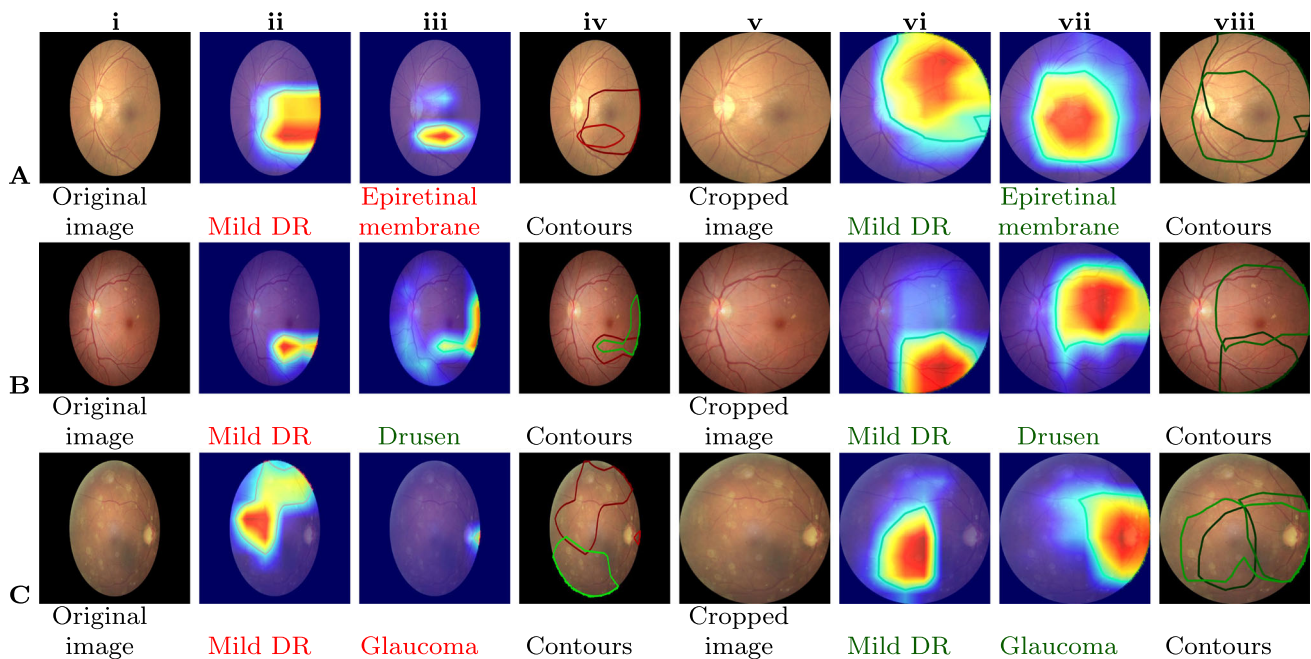 i ii iii iv v vi vii viii
A
Original image Mild DR Epiretinal membrane Contours Cropped image Mild DR Epiretinal membrane Contours
B
Original image Mild DR Drusen Contours Cropped image Mild DR Drusen Contours
C
Original image Mild DR Glaucoma Contours Cropped image Mild DR Glaucoma Contours